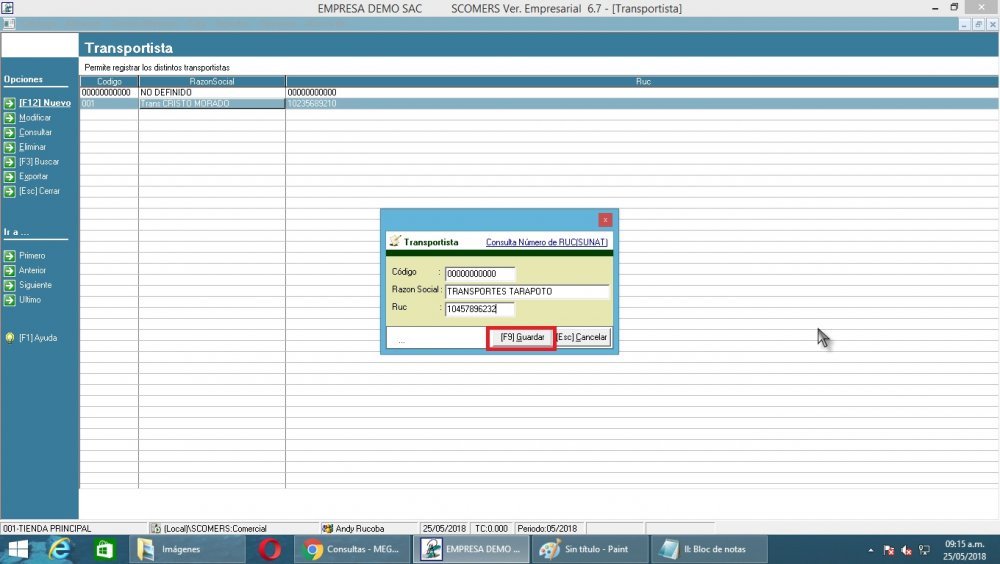 EMPRESA DEMO SAC SCOMERS Ver. Empresarial 6.7 - [Transportista]
Transportista
Permite registrar los distintos transportistas
Opciones
[F12] Nuevo
Modificar
Consultar
Eliminar
[F3] Buscar
Exportar
[Esc] Cerrar
Ir a ...
Primero
Anterior
Siguiente
Ultimo
[F1] Ayuda
Codigo RazonSocial Ruc
00000000000 NO DEFINIDO 00000000000
001 Trans CRISTO MORADO 10235689210
x
Transportista Consulta Número de RUC(SUNAT)
Código : 00000000000
Razon Social : TRANSPORTES TARAPOTO
Ruc : 10457896232
... [F9] Guardar [Esc] Cancelar
001-TIENDA PRINCIPAL (Local)\SCOMERS:Comercial Andy Rucoba 25/05/2018 TC:0.000 Periodo:05/2018
Imágenes Consultas - MEG... EMPRESA DEMO ... Sin título - Paint II: Bloc de notas 09:15 a.m.
25/05/2018